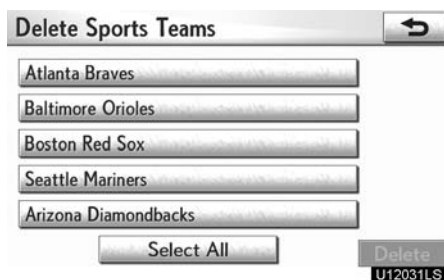 Delete Sports Teams
Atlanta Braves
Baltimore Orioles
Boston Red Sox
Seattle Mariners
Arizona Diamondbacks
Select All
Delete
U12031LS